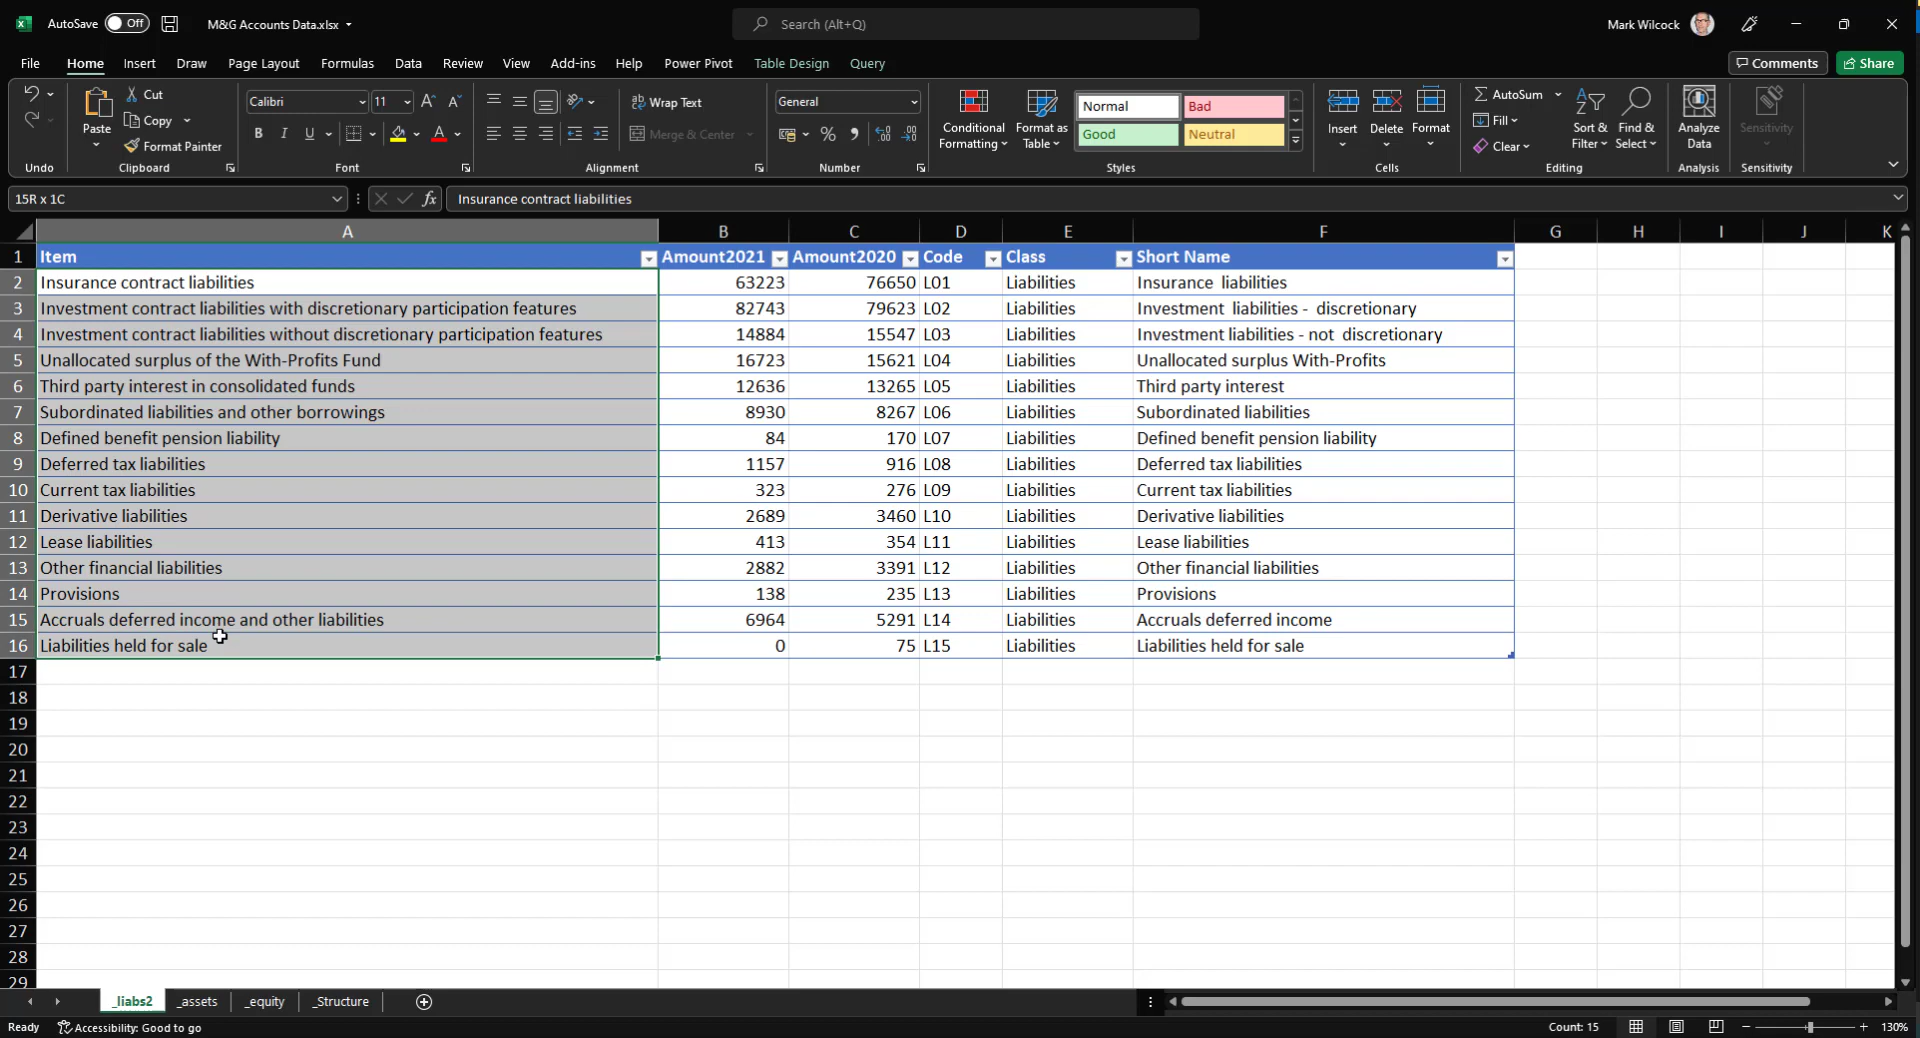 AutoSave Off M&G Accounts Data.xlsx Search (Alt+Q) Mark Wilcock
File Home Insert Draw Page Layout Formulas Data Review View Add-ins Help Power Pivot Table Design Query Comments Share
Paste Cut Calibri 11 Wrap Text General Conditional Formatting Format as Table Normal Bad Insert Delete Format AutoSum Sort & Filter Find & Select Analyze Data Sensitivity
Copy B I U Merge & Center % Good Neutral Fill
Format Painter Clear
Undo Clipboard Font Alignment Number Styles Cells Editing Analysis Sensitivity
15R x 1C fx Insurance contract liabilities
A B C D E F G H I J K
1 Item Amount2021 Amount2020 Code Class Short Name
2 Insurance contract liabilities 63223 76650 L01 Liabilities Insurance liabilities
3 Investment contract liabilities with discretionary participation features 82743 79623 L02 Liabilities Investment liabilities - discretionary
4 Investment contract liabilities without discretionary participation features 14884 15547 L03 Liabilities Investment liabilities - not discretionary
5 Unallocated surplus of the With-Profits Fund 16723 15621 L04 Liabilities Unallocated surplus With-Profits
6 Third party interest in consolidated funds 12636 13265 L05 Liabilities Third party interest
7 Subordinated liabilities and other borrowings 8930 8267 L06 Liabilities Subordinated liabilities
8 Defined benefit pension liability 84 170 L07 Liabilities Defined benefit pension liability
9 Deferred tax liabilities 1157 916 L08 Liabilities Deferred tax liabilities
10 Current tax liabilities 323 276 L09 Liabilities Current tax liabilities
11 Derivative liabilities 2689 3460 L10 Liabilities Derivative liabilities
12 Lease liabilities 413 354 L11 Liabilities Lease liabilities
13 Other financial liabilities 2882 3391 L12 Liabilities Other financial liabilities
14 Provisions 138 235 L13 Liabilities Provisions
15 Accruals deferred income and other liabilities 6964 5291 L14 Liabilities Accruals deferred income
16 Liabilities held for sale 0 75 L15 Liabilities Liabilities held for sale
17
18
19
20
21
22
23
24
25
26
27
28
29
_liabs2 _assets _equity _Structure
Ready Accessibility: Good to go Count: 15 130%